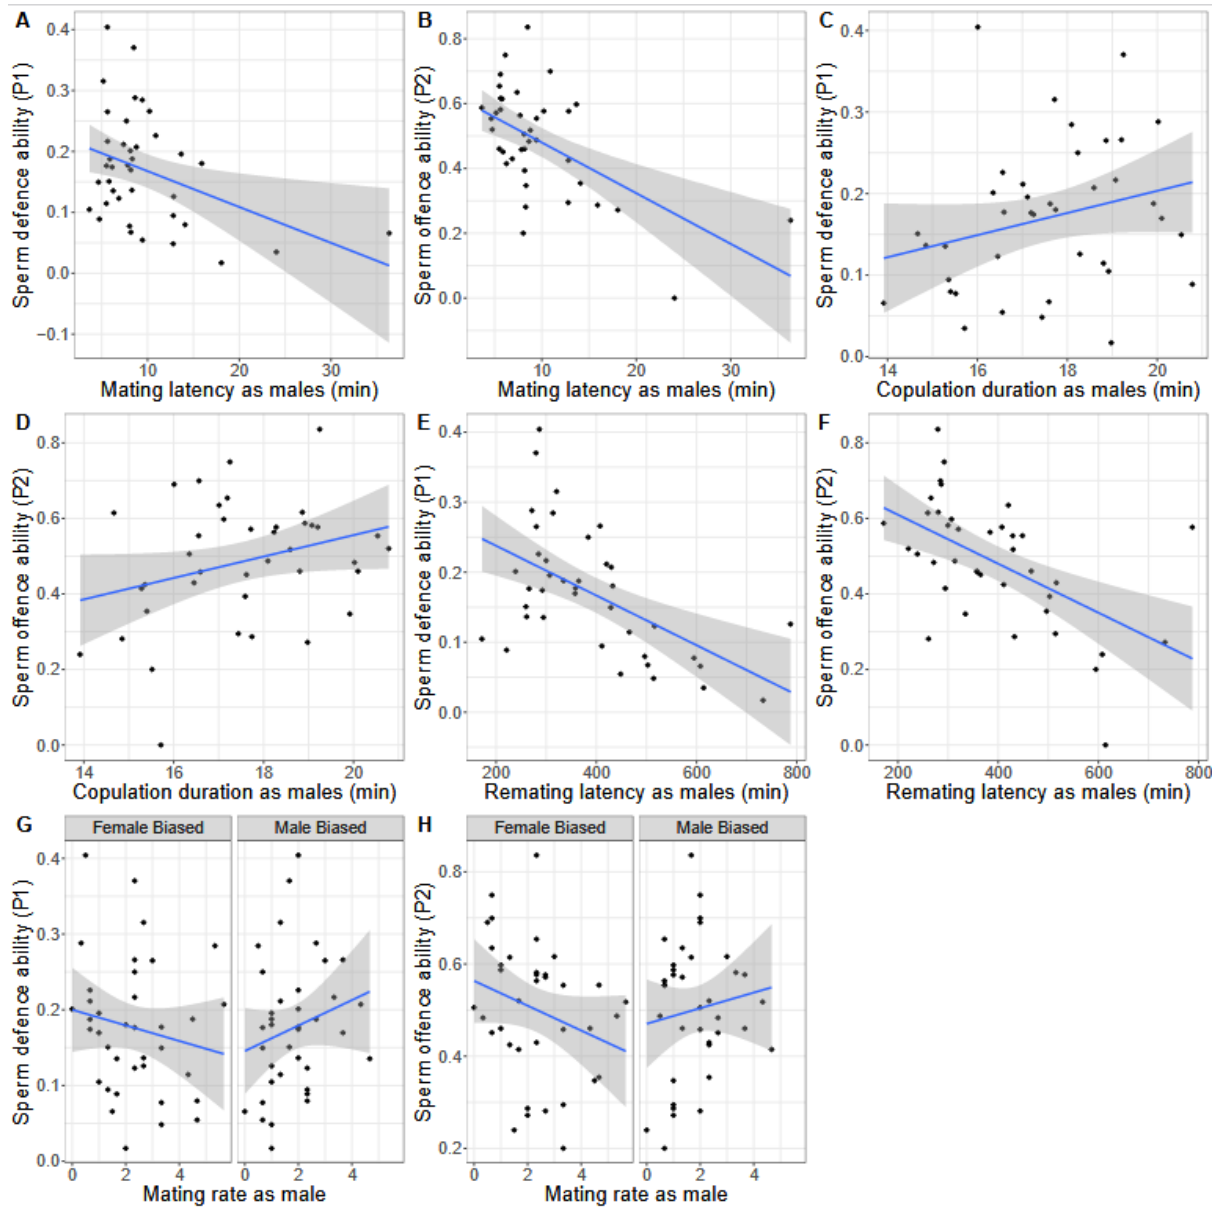 A
B
C
Sperm defence ability (P1)
0.4
0.3
0.2
0.1
0.0
−0.1
10
20
30
Mating latency as males (min)
Sperm offence ability (P2)
0.8
0.6
0.4
0.2
0.0
10
20
30
Mating latency as males (min)
Sperm defence ability (P1)
0.4
0.3
0.2
0.1
0.0
14
16
18
20
Copulation duration as males (min)
D
E
F
Sperm offence ability (P2)
0.8
0.6
0.4
0.2
0.0
14
16
18
20
Copulation duration as males (min)
Sperm defence ability (P1)
0.4
0.3
0.2
0.1
0.0
200
400
600
800
Remating latency as males (min)
Sperm offence ability (P2)
0.8
0.6
0.4
0.2
0.0
200
400
600
800
Remating latency as males (min)
G
Female Biased
Male Biased
Sperm defence ability (P1)
0.4
0.3
0.2
0.1
0.0
0
2
4
0
2
4
Mating rate as male
H
Female Biased
Male Biased
Sperm offence ability (P2)
0.8
0.6
0.4
0.2
0
2
4
0
2
4
Mating rate as male